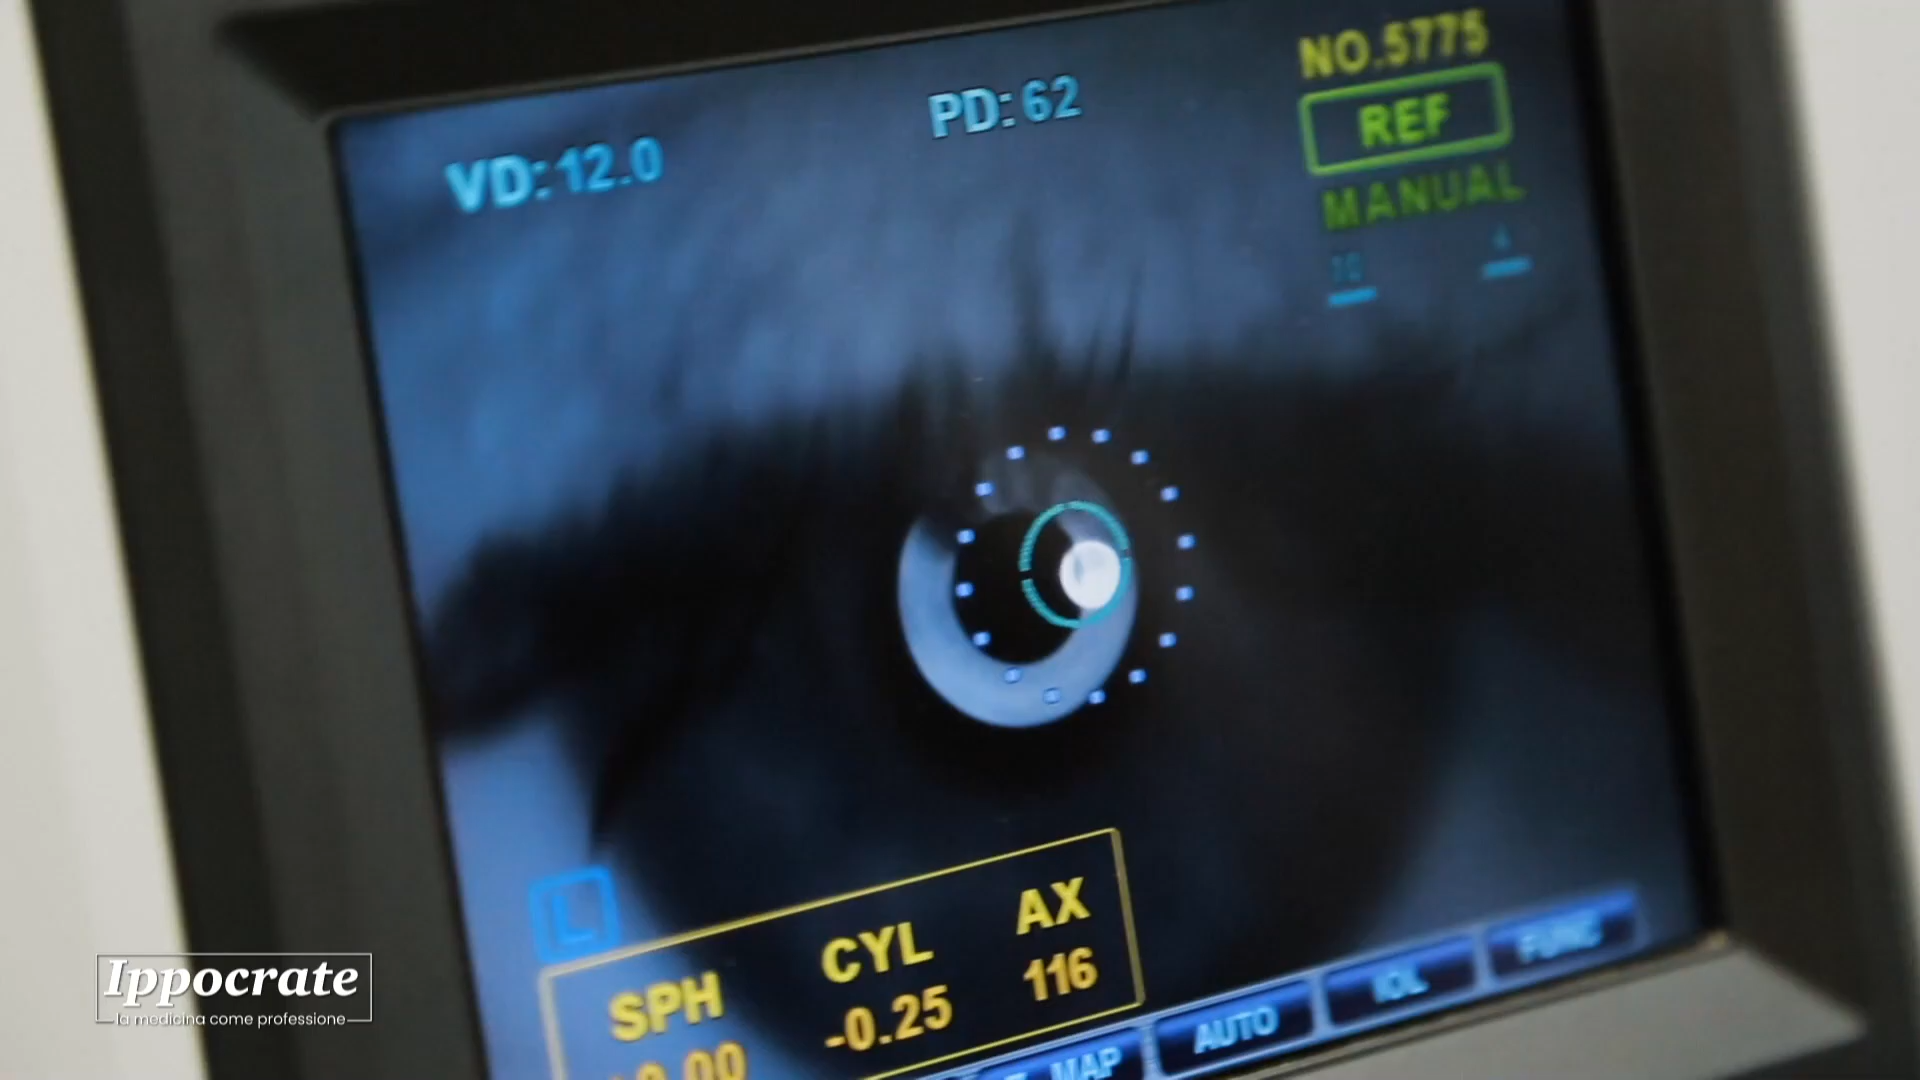 NO.5775
PD:62
REF
VD:12.0
MANUAL
L
SPH CYL AX
-0.25 116
MAP AUTO IOL FUNC
Ippocrate
la medicina come professione